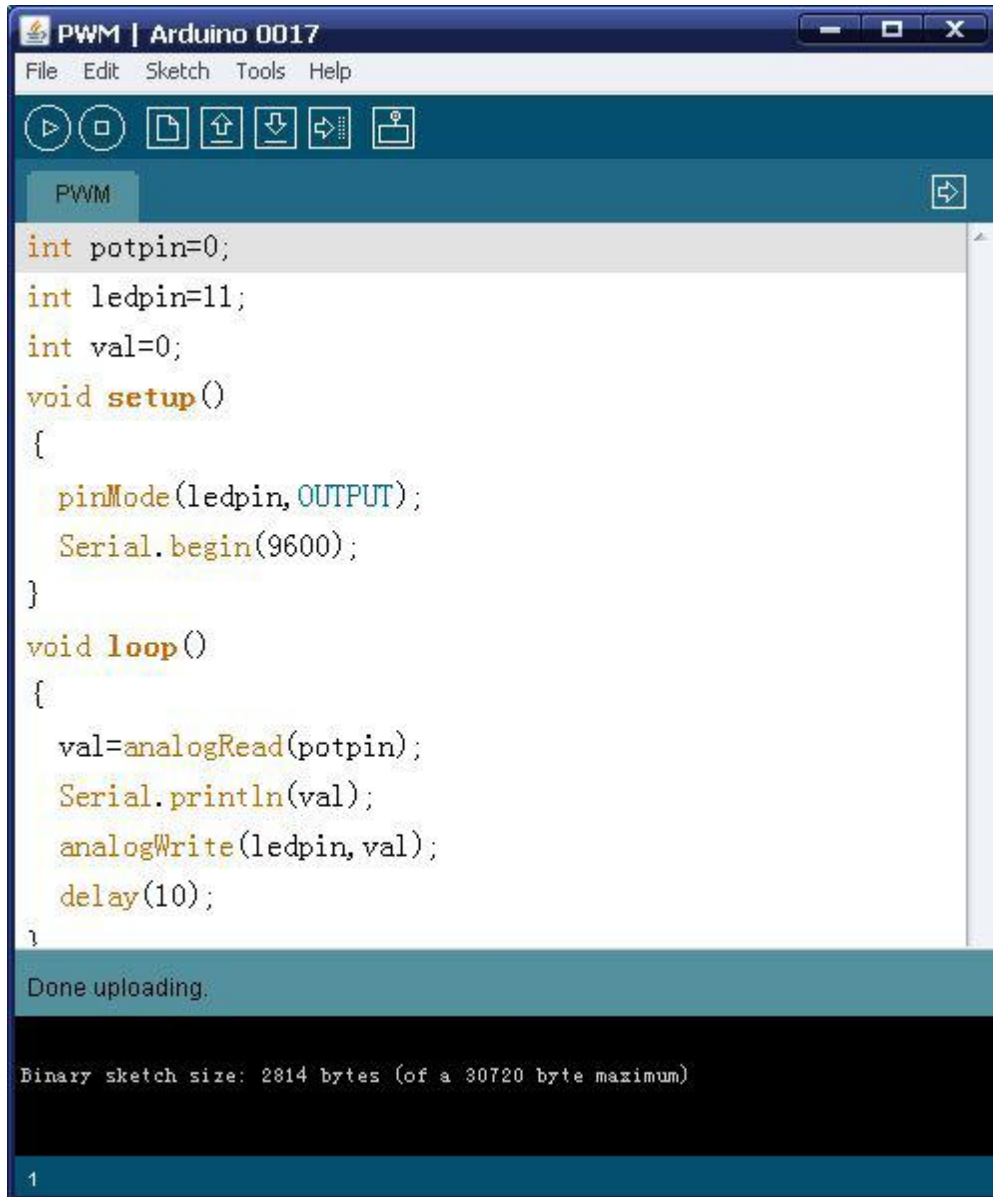 PWM | Arduino 0017
File Edit Sketch Tools Help
PWM
int potpin=0;
int ledpin=11;
int val=0;
void setup()
{
pinMode(ledpin,OUTPUT);
Serial.begin(9600);
}
void loop()
{
val=analogRead(potpin);
Serial.println(val);
analogWrite(ledpin,val);
delay(10);
}
Done uploading.
Binary sketch size: 2814 bytes (of a 30720 byte maximum)
1